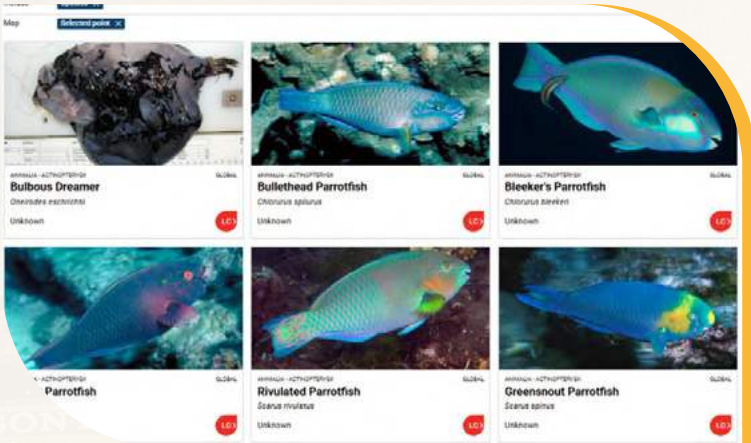 Map Selected point ×
ANIMALIA - ACTINOPTERYGII GLOBAL
Bulbous Dreamer
Oneirodes eschrichtii
Unknown LC
ANIMALIA - ACTINOPTERYGII GLOBAL
Bullethead Parrotfish
Chlorurus spilurus
Unknown LC
ANIMALIA - ACTINOPTERYGII GLOBAL
Bleeker's Parrotfish
Chlorurus bleekeri
Unknown LC
ACTINOPTERYGII GLOBAL
Parrotfish
LC
ANIMALIA - ACTINOPTERYGII GLOBAL
Rivulated Parrotfish
Scarus rivulatus
Unknown LC
ANIMALIA - ACTINOPTERYGII GLOBAL
Greensnout Parrotfish
Scarus spinus
Unknown LC